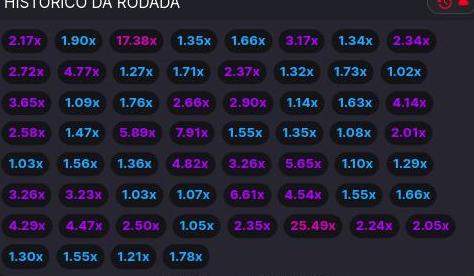 HISTÓRICO DA RODADA
2.17x 1.90x 17.38x 1.35x 1.66x 3.17x 1.34x 2.34x
2.72x 4.77x 1.27x 1.71x 2.37x 1.32x 1.73x 1.02x
3.65x 1.09x 1.76x 2.66x 2.90x 1.14x 1.63x 4.14x
2.58x 1.47x 5.89x 7.91x 1.55x 1.35x 1.08x 2.01x
1.03x 1.56x 1.36x 4.82x 3.26x 5.65x 1.10x 1.29x
3.26x 3.23x 1.03x 1.07x 6.61x 4.54x 1.55x 1.66x
4.29x 4.47x 2.50x 1.05x 2.35x 25.49x 2.24x 2.05x
1.30x 1.55x 1.21x 1.78x